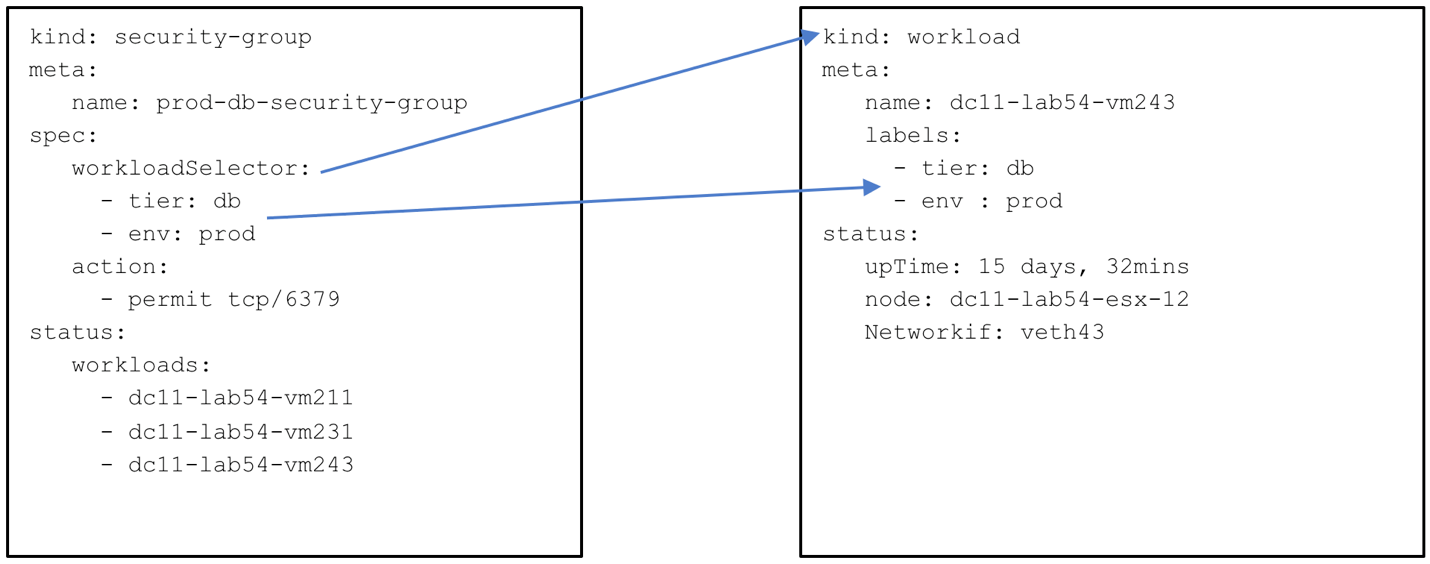 kind: security-group
meta:
name: prod-db-security-group
spec:
workloadSelector:
- tier: db
- env: prod
action:
- permit tcp/6379
status:
workloads:
- dc11-lab54-vm211
- dc11-lab54-vm231
- dc11-lab54-vm243
kind: workload
meta:
name: dc11-lab54-vm243
labels:
- tier: db
- env : prod
status:
upTime: 15 days, 32mins
node: dc11-lab54-esx-12
Networkif: veth43